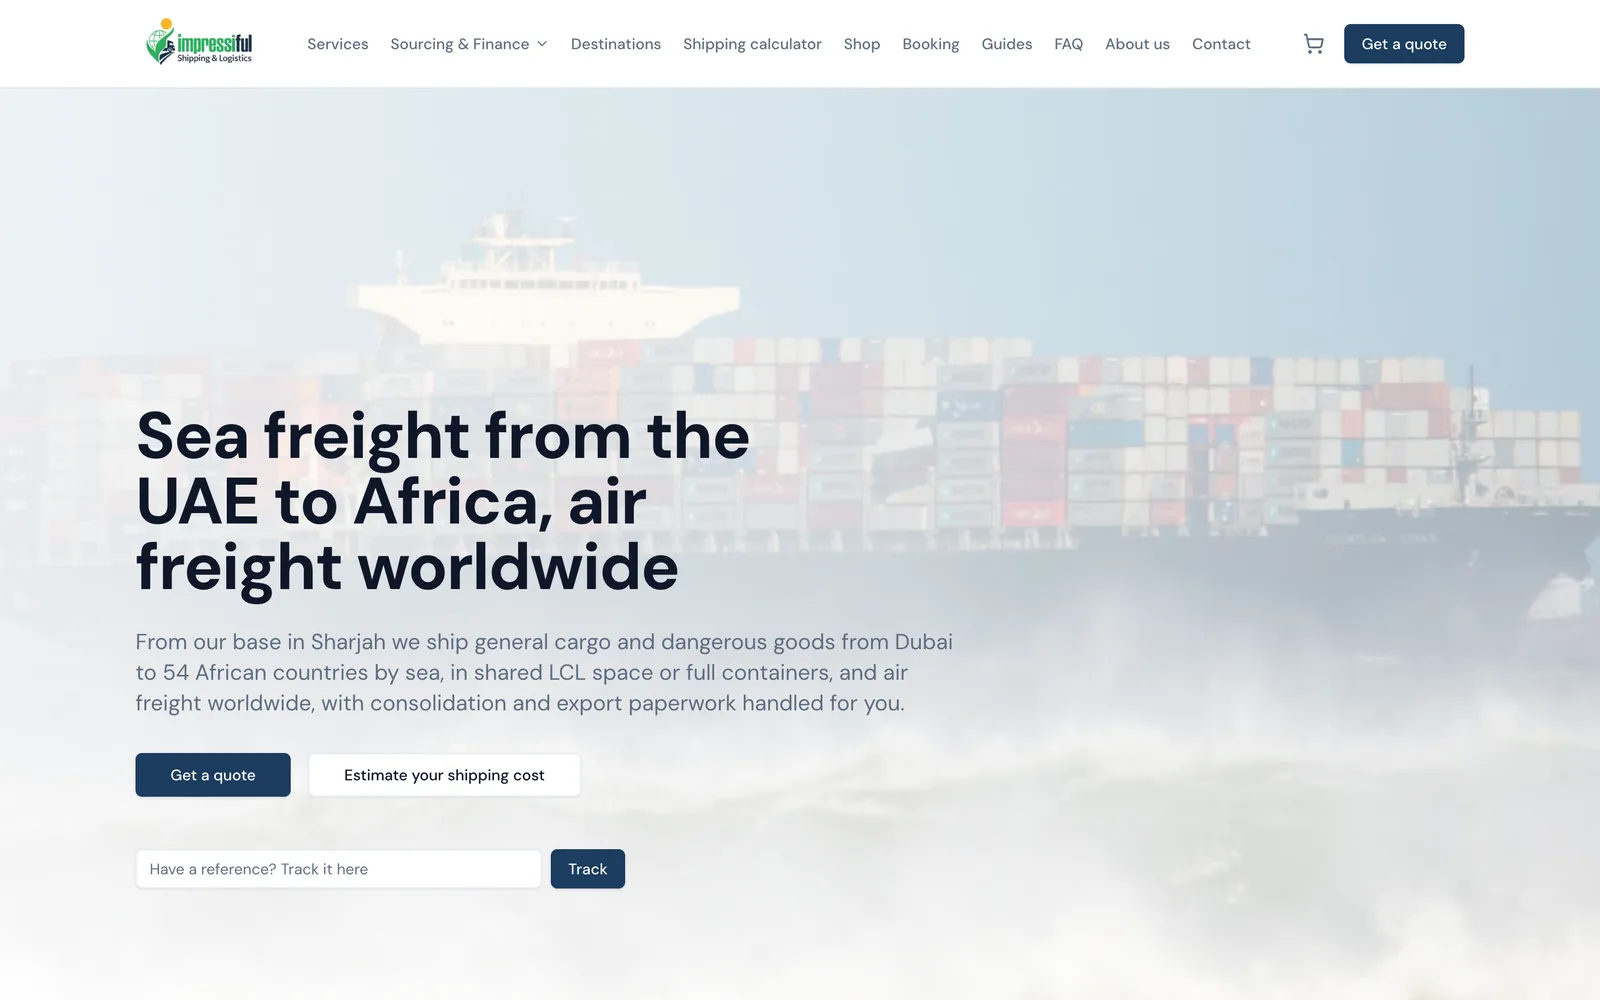 impressiful
Shipping & Logistics
Services
Sourcing & Finance
Destinations
Shipping calculator
Shop
Booking
Guides
FAQ
About us
Contact
Get a quote
Sea freight from the
UAE to Africa, air
freight worldwide
From our base in Sharjah we ship general cargo and dangerous goods from Dubai
to 54 African countries by sea, in shared LCL space or full containers, and air
freight worldwide, with consolidation and export paperwork handled for you.
Get a quote
Estimate your shipping cost
Have a reference? Track it here
Track